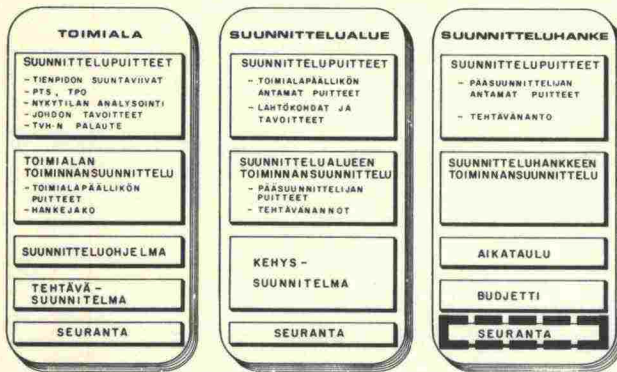 TOIMIALA
SUUNNITTELUPUITTEET
- TIENPIDON SUUNTAVIIVAT
- PTS, TPO
- NYKYTILAN ANALYSOINTI
- JOHDON TAVOITTEET
- TVH-N PALAUTE
TOIMIALAN
TOIMINNANSUUNNITTELU
- TOIMIALAPÄÄLLIKÖN
PUITTEET
- HANKEJAKO
SUUNNITTELUOHJELMA
TEHTÄVÄ -
SUUNNITELMA
SEURANTA
SUUNNITTELUALUE
SUUNNITTELUPUITTEET
- TOIMIALAPÄÄLLIKÖN
ANTAMAT PUITTEET
- LÄHTÖKOHDAT JA
TAVOITTEET
SUUNNITTELUALUEEN
TOIMINNANSUUNNITTELU
- PÄÄSUUNNITTELIJAN
PUITTEET
- TEHTÄVÄNANNOT
KEHYS -
SUUNNITELMA
SEURANTA
SUUNNITTELUHANKE
SUUNNITTELUPUITTEET
- PÄÄSUUNNITTELIJAN
ANTAMAT PUITTEET
- TEHTÄVÄNANTO
SUUNNITTELUHANKKEEN
TOIMINNANSUUNNITTELU
AIKATAULU
BUDJETTI
SEURANTA